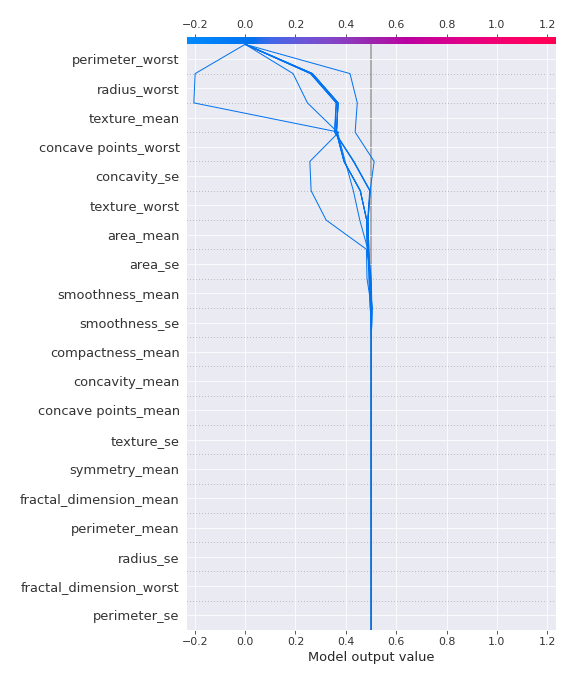 −0.2 0.0 0.2 0.4 0.6 0.8 1.0 1.2
perimeter_worst
radius_worst
texture_mean
concave points_worst
concavity_se
texture_worst
area_mean
area_se
smoothness_mean
smoothness_se
compactness_mean
concavity_mean
concave points_mean
texture_se
symmetry_mean
fractal_dimension_mean
perimeter_mean
radius_se
fractal_dimension_worst
perimeter_se
−0.2 0.0 0.2 0.4 0.6 0.8 1.0 1.2
Model output value